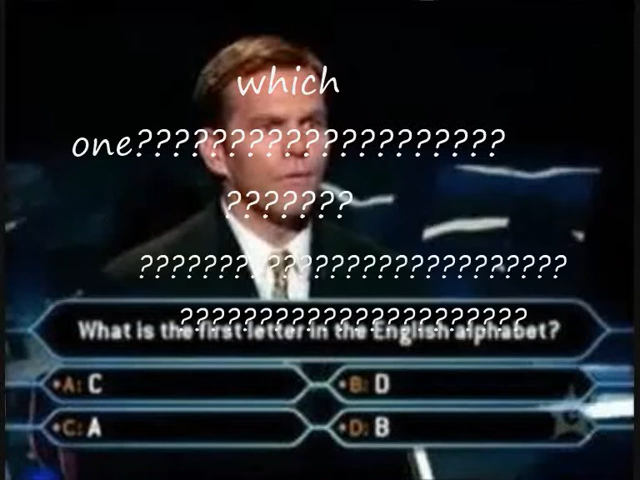 which
one????????????????????
???????
???????.???????????????????
??????????????????????
What is the first letter in the English alphabet?
A: C
B: D
C: A
D: B